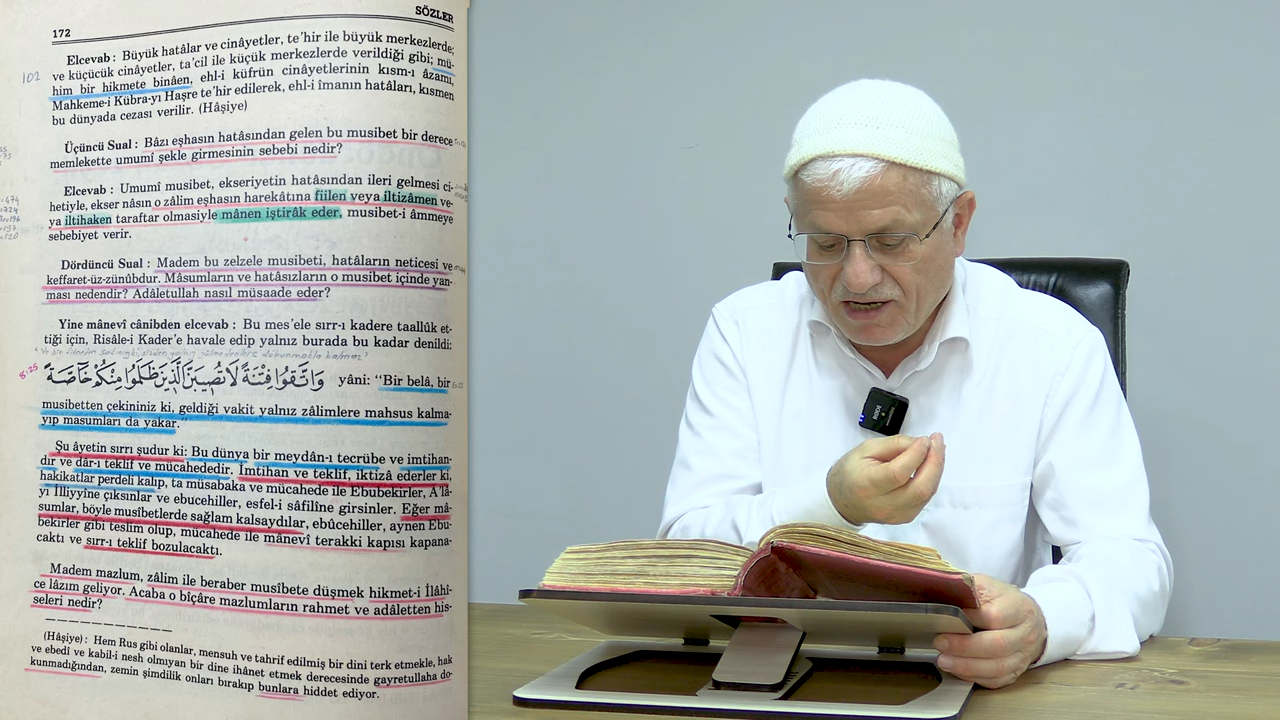 172
SÖZLER
Elcevab : Büyük hatâlar ve cinâyetler, te'hir ile büyük merkezlerde;
ve küçücük cinâyetler, ta'cil ile küçük merkezlerde verildiği gibi; mü-
him bir hikmete binâen, ehl-i küfrün cinâyetlerinin kısm-ı âzamı,
Mahkeme-i Kübra-yı Haşre te'hir edilerek, ehl-i îmanın hatâları, kısmen
bu dünyada cezası verilir. (Hâşiye)
102
Üçüncü Sual : Bâzı eşhasın hatâsından gelen bu musibet bir derece
memlekette umumî şekle girmesinin sebebi nedir?
Elcevab : Umumî musibet, ekseriyetin hatâsından ileri gelmesi ci-
hetiyle, ekser nâsın o zâlim eşhasın harekâtına fiilen veya iltizâmen ve-
ya iltihaken taraftar olmasiyle mânen iştirâk eder, musibet-i âmmeye
sebebiyet verir.
Dördüncü Sual : Madem bu zelzele musibeti, hatâların neticesi ve
keffaret-üz-zünûbdur. Mâsumların ve hatâsızların o musibet içinde yan-
ması nedendir? Adâletullah nasıl müsaade eder?
Yine mânevî cânibden elcevab : Bu mes'ele sırr-ı kadere taallûk et-
tiği için, Risâle-i Kader'e havale edip yalnız burada bu kadar denildi:
8:25
وَاتَّقُوا فِتْنَةً لَا تُصِيبَنَّ الَّذِينَ ظَلَمُوا مِنْكُمْ خَاصَّةً yâni: "Bir belâ, bir
musibetten çekininiz ki, geldiği vakit yalnız zâlimlere mahsus kalma-
yıp masumları da yakar."
Şu âyetin sırrı şudur ki: Bu dünya bir meydân-ı tecrübe ve imtihan-
dır ve dâr-ı teklif ve mücahededir. İmtihan ve teklif, iktizâ ederler ki,
hakikatlar perdeli kalıp, tâ müsabaka ve mücahede ile Ebubekirler, A'lâ-
yı İlliyyîne çıksınlar ve ebucehiller, esfel-i sâfilîne girsinler. Eğer mâ-
sumlar, böyle musîbetlerde sağlam kalsaydılar, ebûcehiller, aynen Ebu-
bekirler gibi teslim olup, mücahede ile mânevî terakki kapısı kapana-
caktı ve sırr-ı teklif bozulacaktı.
Madem mazlum, zâlim ile beraber musîbete düşmek hikmet-i İlâhî-
ce lâzım geliyor. Acaba o bîçâre mazlumların rahmet ve adâletten his-
seleri nedir?
(Hâşiye) : Hem Rus gibi olanlar, mensuh ve tahrif edilmiş bir dini terk etmekle, hak
ve ebedî ve kabil-i nesh olmıyan bir dine ihânet etmek derecesinde gayretullaha do-
kunmadığından, zemin şimdilik onları bırakıp bunlara hiddet ediyor.